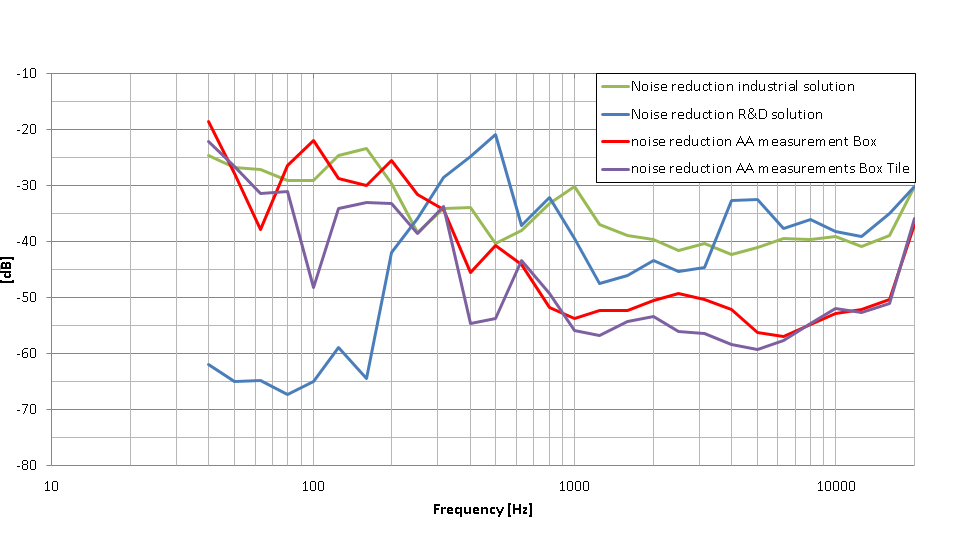 -10
-20
-30
-40
-50
-60
-70
-80
[dB]
Noise reduction industrial solution
Noise reduction R&D solution
noise reduction AA measurement Box
noise reduction AA measurements Box Tile
10 100 1000 10000
Frequency [Hz]